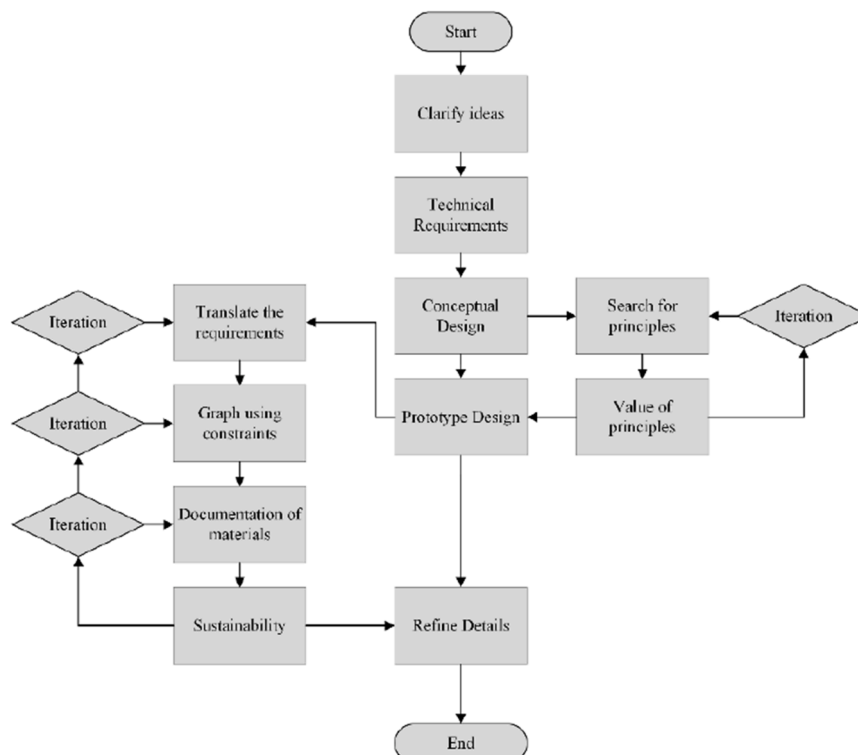 Start
Clarify ideas
Technical
Requirements
Iteration
Translate the
requirements
Conceptual
Design
Search for
principles
Iteration
Iteration
Graph using
constraints
Prototype Design
Value of
principles
Iteration
Documentation of
materials
Sustainability
Refine Details
End